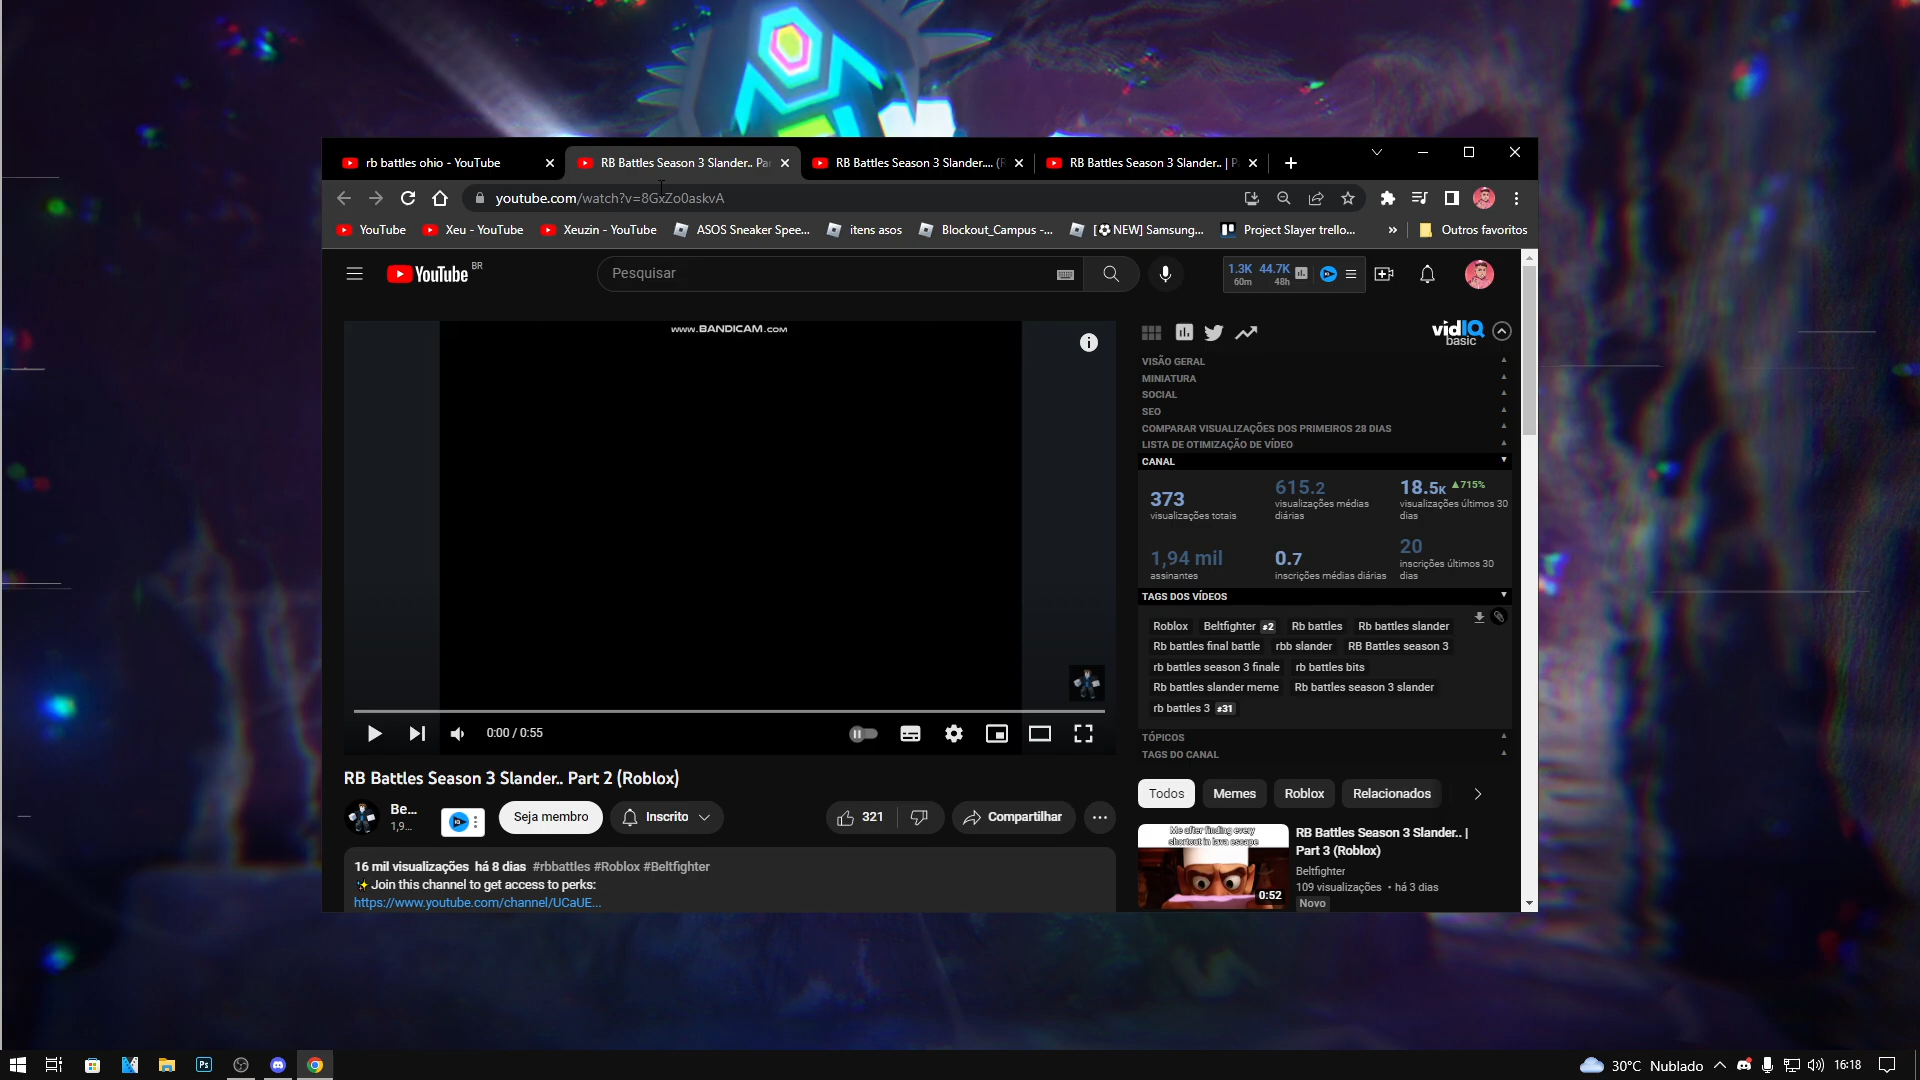 rb battles ohio - YouTube
RB Battles Season 3 Slander.. Pa
RB Battles Season 3 Slander.... (R
RB Battles Season 3 Slander.. | P
youtube.com/watch?v=8GxZo0askvA
YouTube
Xeu - YouTube
Xeuzin - YouTube
ASOS Sneaker Spee...
itens asos
Blockout_Campus -...
[⚽NEW] Samsung...
Project Slayer trello...
»
Outros favoritos
YouTube BR
Pesquisar
1.3K 44.7K
60m 48h
www.BANDICAM.com
vidIQ
basic
VISÃO GERAL
MINIATURA
SOCIAL
SEO
COMPARAR VISUALIZAÇÕES DOS PRIMEIROS 28 DIAS
LISTA DE OTIMIZAÇÃO DE VÍDEO
CANAL
373
visualizações totais
615.2
visualizações médias
diárias
18.5K ▲715%
visualizações últimos 30
dias
1,94 mil
assinantes
0.7
inscrições médias diárias
20
inscrições últimos 30
dias
TAGS DOS VÍDEOS
Roblox Beltfighter #2 Rb battles Rb battles slander
Rb battles final battle rbb slander RB Battles season 3
rb battles season 3 finale rb battles bits
Rb battles slander meme Rb battles season 3 slander
rb battles 3 #31
TÓPICOS
TAGS DO CANAL
0:00 / 0:55
RB Battles Season 3 Slander.. Part 2 (Roblox)
Be...
1,9...
Seja membro
Inscrito
321
Compartilhar
16 mil visualizações há 8 dias #rbbattles #Roblox #Beltfighter
✨Join this channel to get access to perks:
https://www.youtube.com/channel/UCaUE...
Todos
Memes
Roblox
Relacionados
Me after finding every
shortcut in lava escape
0:52
RB Battles Season 3 Slander.. |
Part 3 (Roblox)
Beltfighter
109 visualizações • há 3 dias
Novo
Ps
30°C Nublado
16:18